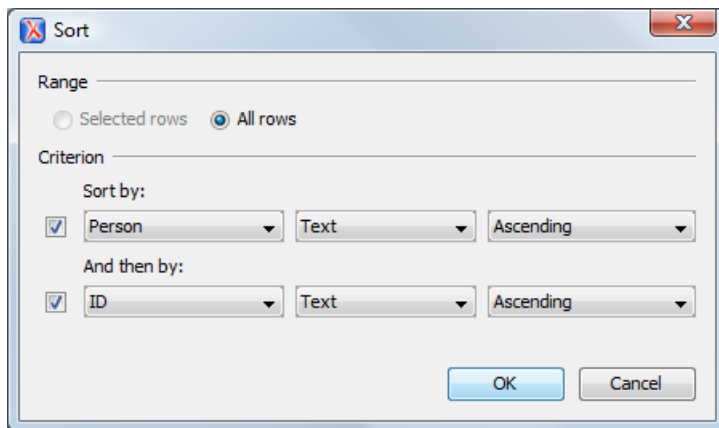 Sort
Range
Selected rows All rows
Criterion
Sort by:
Person Text Ascending
And then by:
ID Text Ascending
OK Cancel